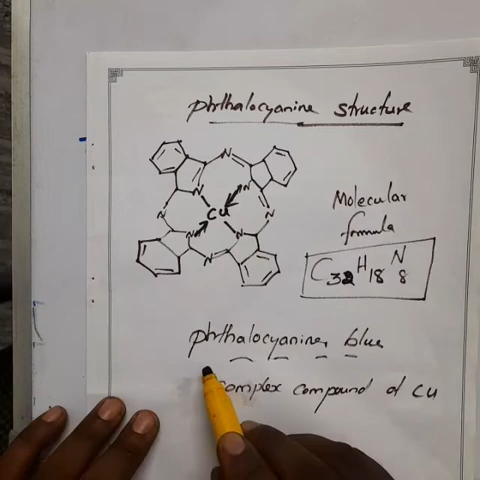 phthalocyanine structure
N
N
N
Cu
N
N
N
N
N
Molecular
formula
C32H18N8
phthalocyanine, blue
complex compound of Cu